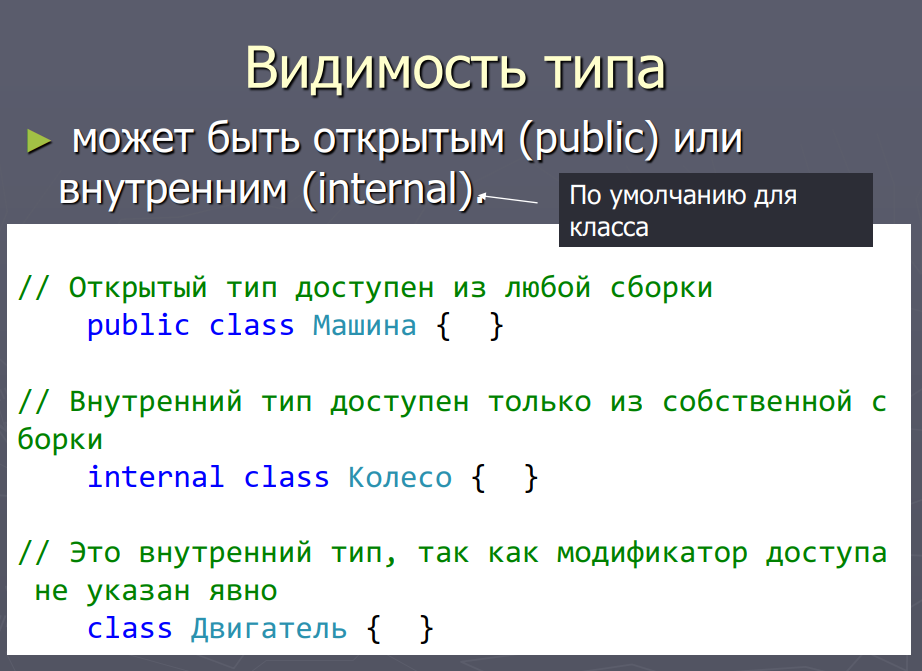 Видимость типа
► может быть открытым (public) или
внутренним (internal).
По умолчанию для
класса
// Открытый тип доступен из любой сборки
public class Машина { }
// Внутренний тип доступен только из собственной с
борки
internal class Колесо { }
// Это внутренний тип, так как модификатор доступа
не указан явно
class Двигатель { }